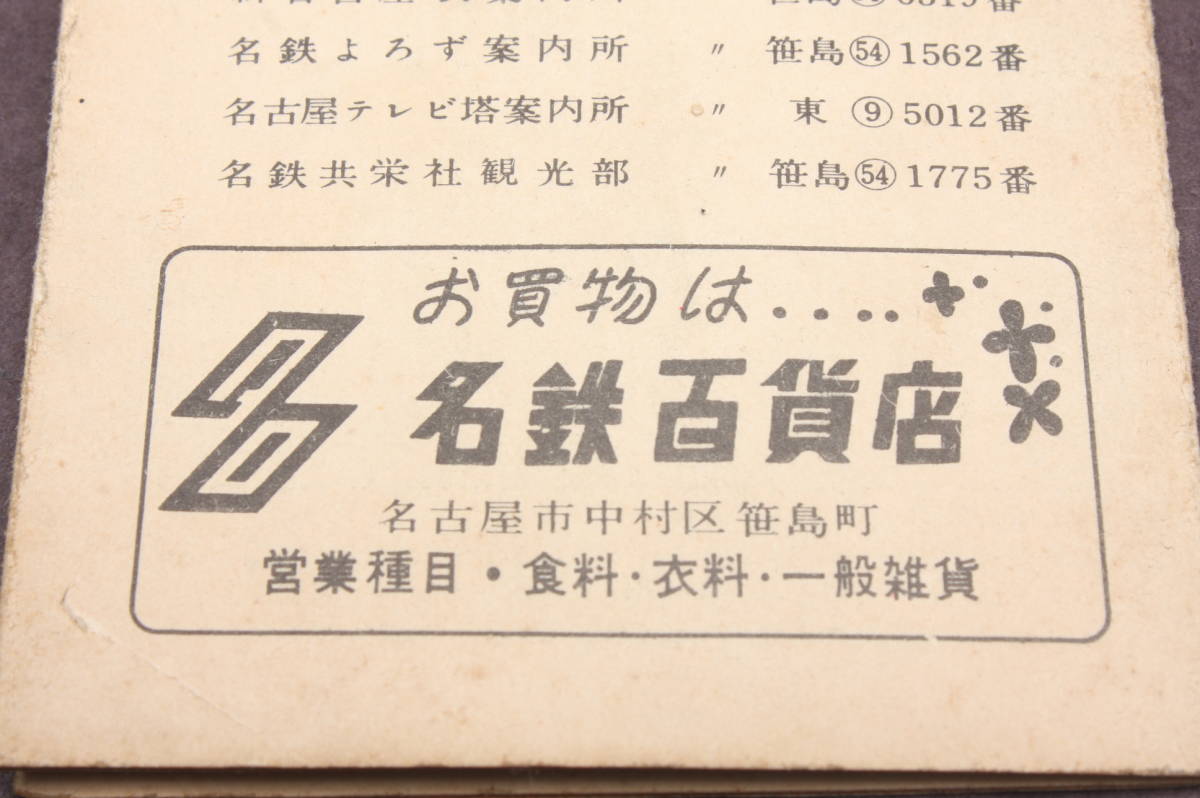 名鉄よろず案内所 〃 笹島㊴1562番
名古屋テレビ塔案内所 〃 東⑨5012番
名鉄共栄社観光部 〃 笹島㊴1775番
お買物は‥‥
名鉄百貨店
名古屋市中村区笹島町
営業種目・食料・衣料・一般雑貨